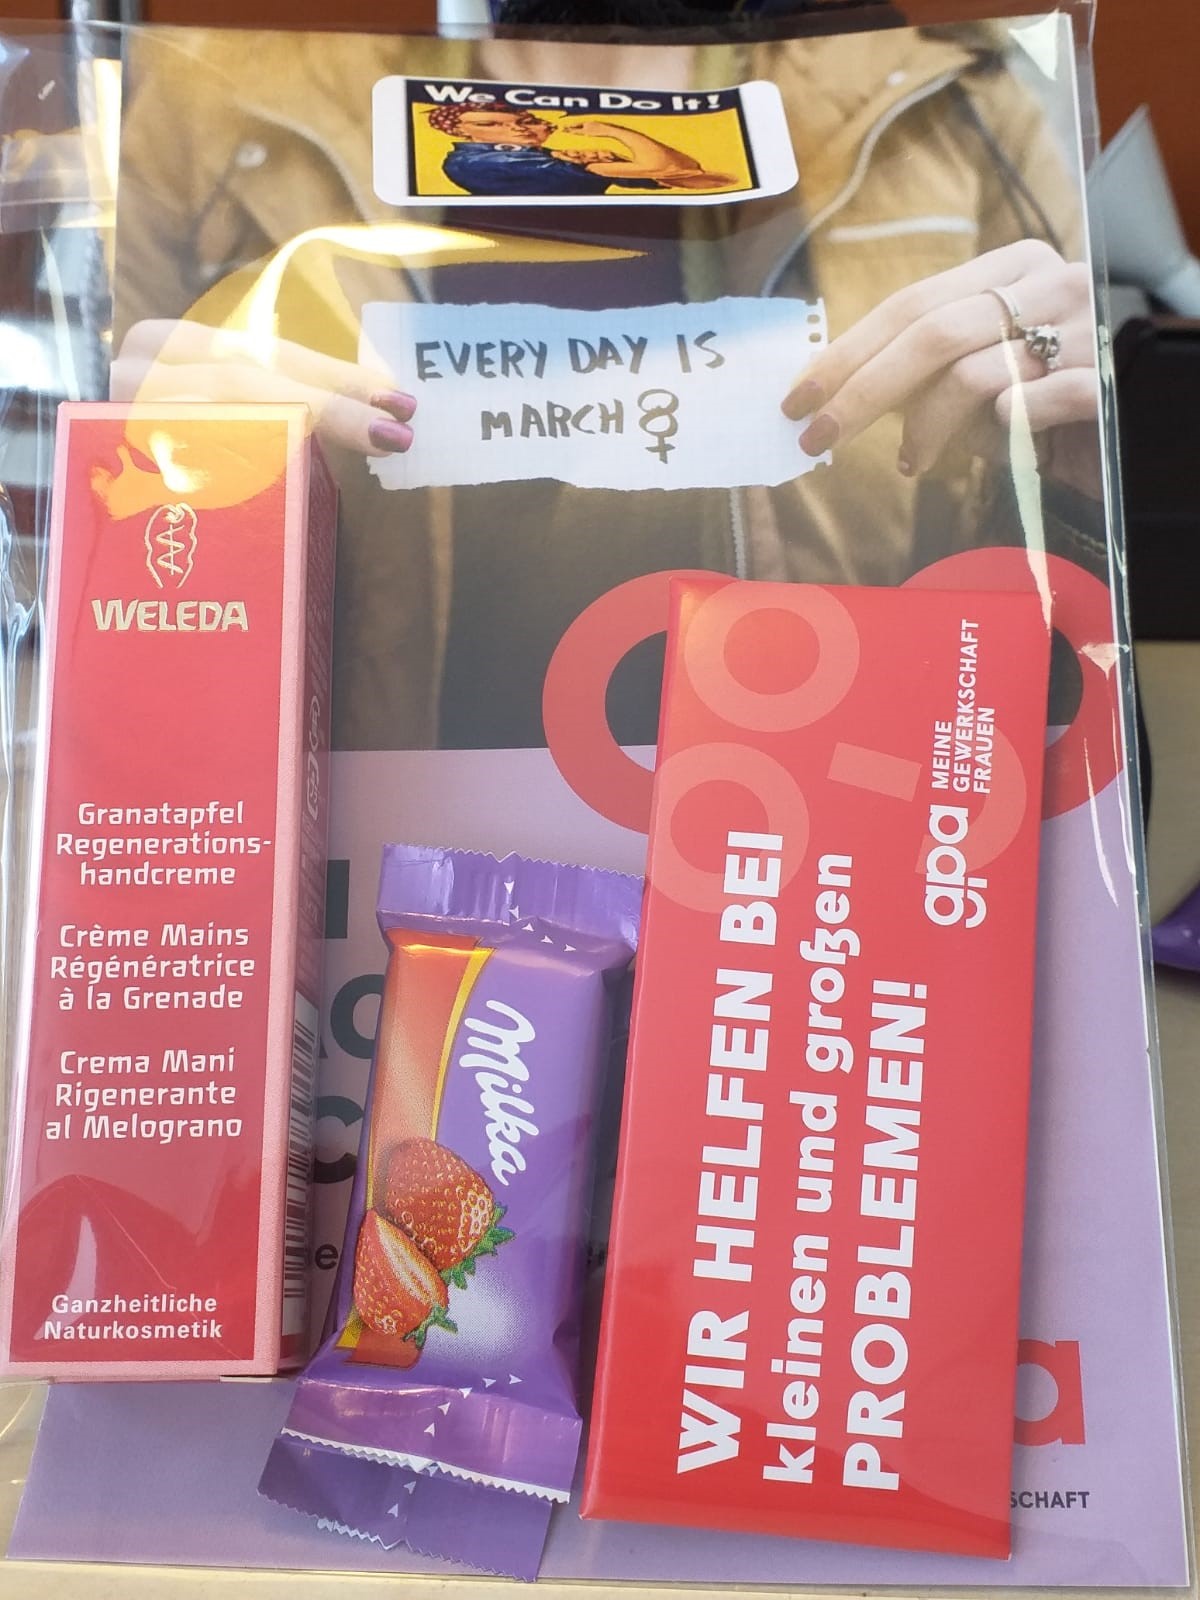 We Can Do It!
EVERY DAY IS
MARCH 8
WELEDA
Granatapfel
Regenerations-
handcreme
Crème Mains
Régénératrice
à la Grenade
Crema Mani
Rigenerante
al Melograno
Ganzheitliche
Naturkosmetik
Milka
WIR HELFEN BEI
kleinen und großen
PROBLEMEN!
gpa
MEINE
GEWERKSCHAFT
FRAUEN
SCHAFT